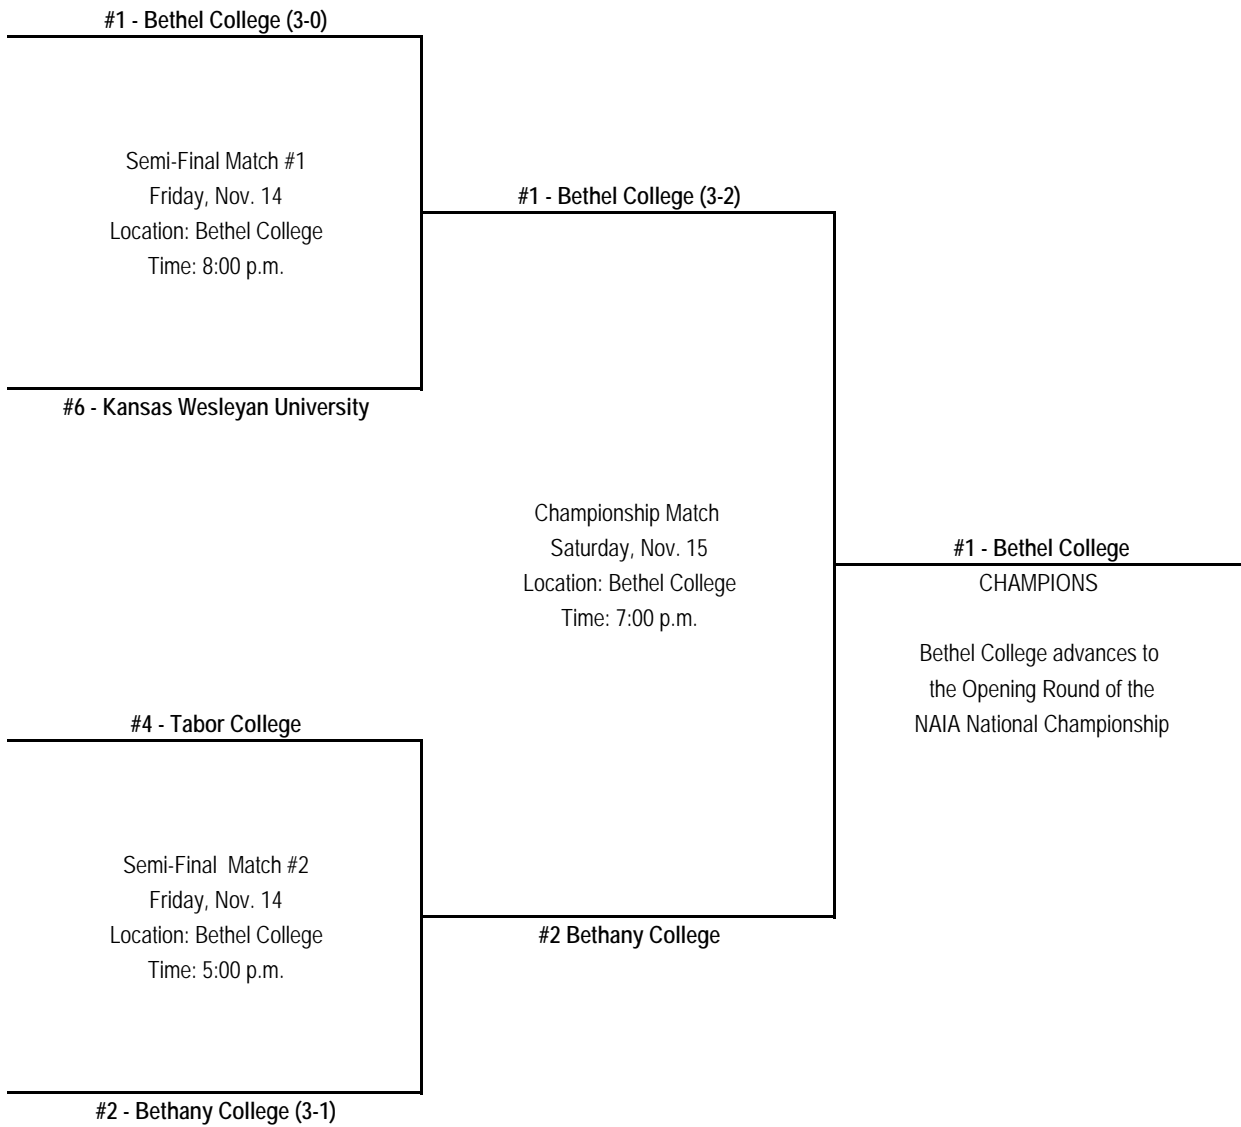 #1 - Bethel College (3-0)
Semi-Final Match #1
Friday, Nov. 14
Location: Bethel College
Time: 8:00 p.m.
#6 - Kansas Wesleyan University
#1 - Bethel College (3-2)
Championship Match
Saturday, Nov. 15
Location: Bethel College
Time: 7:00 p.m.
#1 - Bethel College
CHAMPIONS
Bethel College advances to
the Opening Round of the
NAIA National Championship
#4 - Tabor College
Semi-Final  Match #2
Friday, Nov. 14
Location: Bethel College
Time: 5:00 p.m.
#2 Bethany College
#2 - Bethany College (3-1)